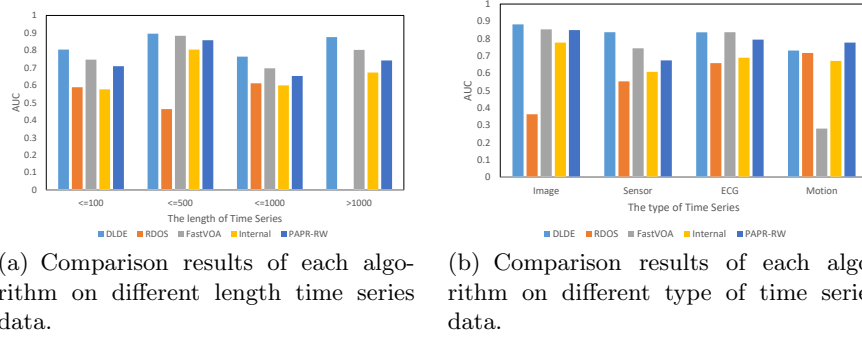 1
0.9
0.8
0.7
0.6
0.5
0.4
0.3
0.2
0.1
0
AUC
<=100 <=500 <=1000 >1000
The length of Time Series
DLDE RDOS FastVOA Internal PAPR-RW
(a) Comparison results of each algo-
rithm on different length time series
data.
1
0.9
0.8
0.7
0.6
0.5
0.4
0.3
0.2
0.1
0
AUC
Image Sensor ECG Motion
The type of Time Series
DLDE RDOS FastVOA Internal PAPR-RW
(b) Comparison results of each algo
rithm on different type of time serie
data.